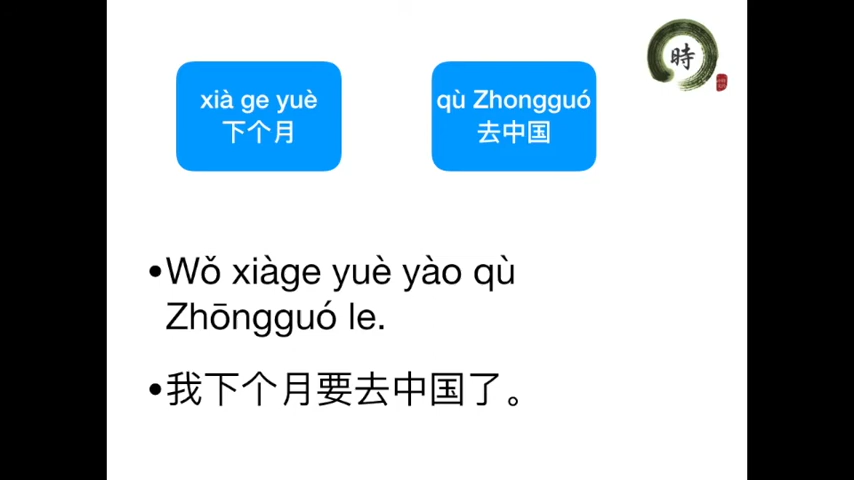 時
xià ge yuè
下个月
qù Zhongguó
去中国
•Wǒ xiàge yuè yào qù
Zhōngguó le.
•我下个月要去中国了。